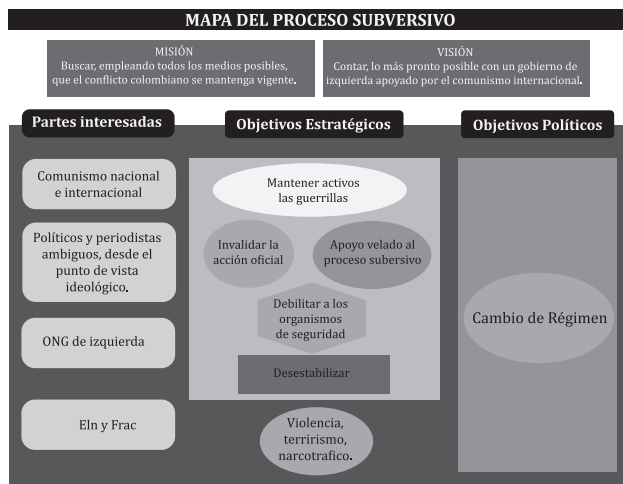 MAPA DEL PROCESO SUBVERSIVO
MISIÓN
Buscar, empleando todos los medios posibles,
que el conflicto colombiano se mantenga vigente.
VISIÓN
Contar, lo más pronto posible con un gobierno de
izquierda apoyado por el comunismo internacional.
Partes interesadas
Comunismo nacional
e internacional
Políticos y periodistas
ambiguos, desde el
punto de vista
ideológico.
ONG de izquierda
Eln y Frac
Objetivos Estratégicos
Mantener activos
las guerrillas
Invalidar la
acción oficial
Apoyo velado al
proceso subersivo
Debilitar a los
organismos
de seguridad
Desestabilizar
Violencia,
terrirismo,
narcotrafico.
Objetivos Políticos
Cambio de Régimen